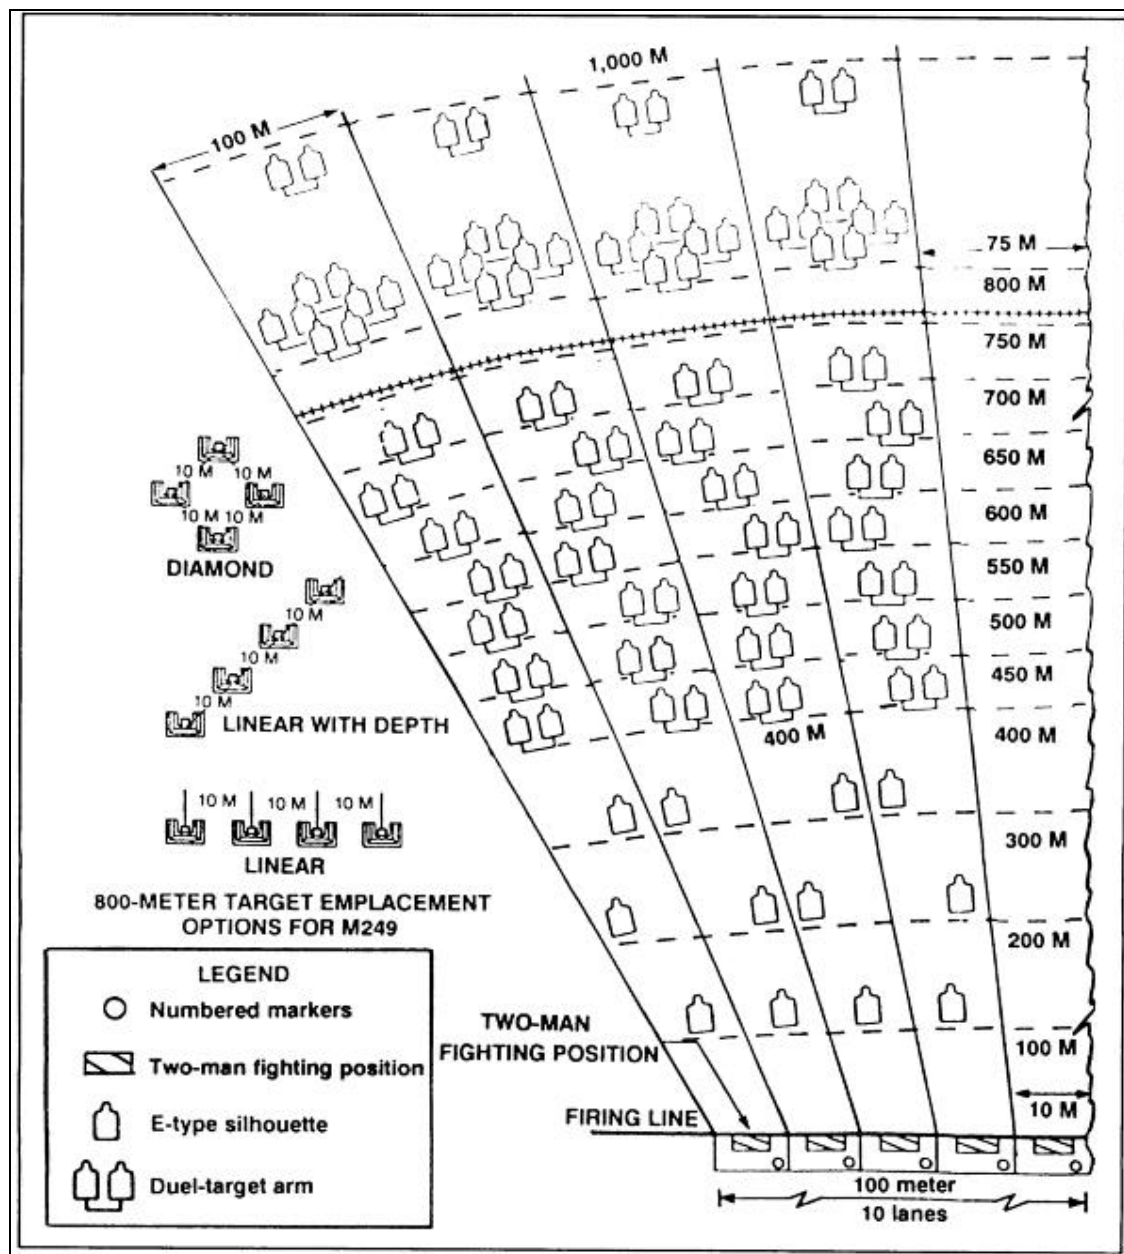 1,000 M
100 M
75 M
800 M
750 M
700 M
650 M
600 M
550 M
500 M
450 M
400 M
400 M
300 M
200 M
100 M
10 M
10 M 10 M
10 M 10 M
DIAMOND
10 M
10 M
10 M
LINEAR WITH DEPTH
10 M 10 M 10 M
LINEAR
800-METER TARGET EMPLACEMENT
OPTIONS FOR M249
LEGEND
Numbered markers
Two-man fighting position
E-type silhouette
Duel-target arm
TWO-MAN
FIGHTING POSITION
FIRING LINE
100 meter
10 lanes